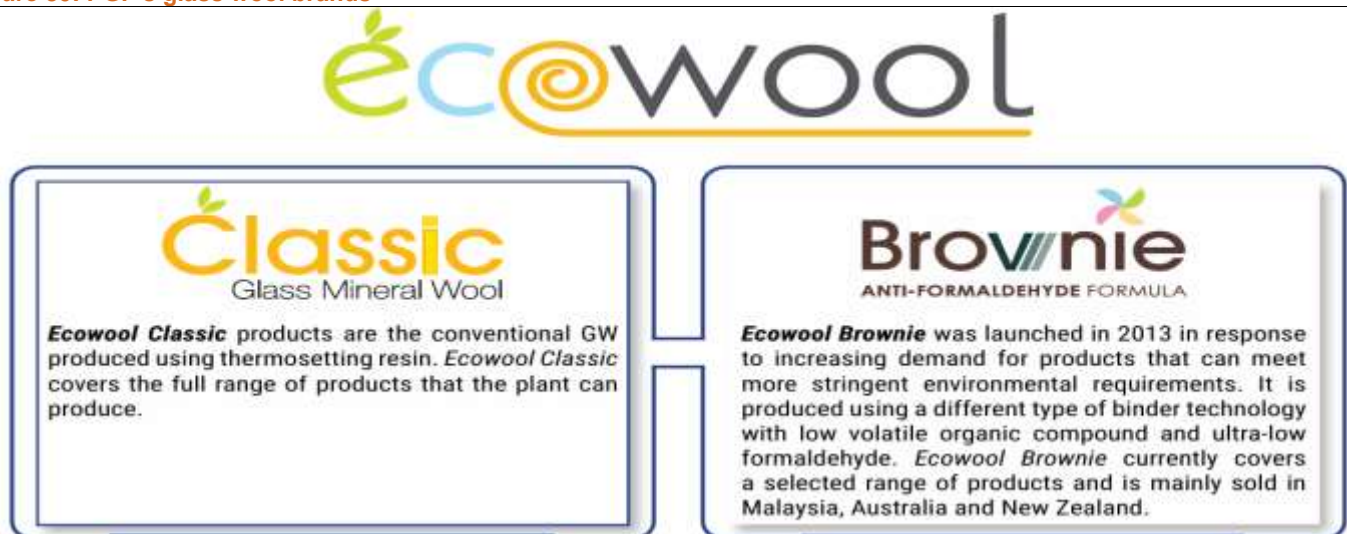 écowool
Classic
Glass Mineral Wool
Ecowool Classic products are the conventional GW
produced using thermosetting resin. Ecowool Classic
covers the full range of products that the plant can
produce.
Brownie
ANTI-FORMALDEHYDE FORMULA
Ecowool Brownie was launched in 2013 in response
to increasing demand for products that can meet
more stringent environmental requirements. It is
produced using a different type of binder technology
with low volatile organic compound and ultra-low
formaldehyde. Ecowool Brownie currently covers
a selected range of products and is mainly sold in
Malaysia, Australia and New Zealand.